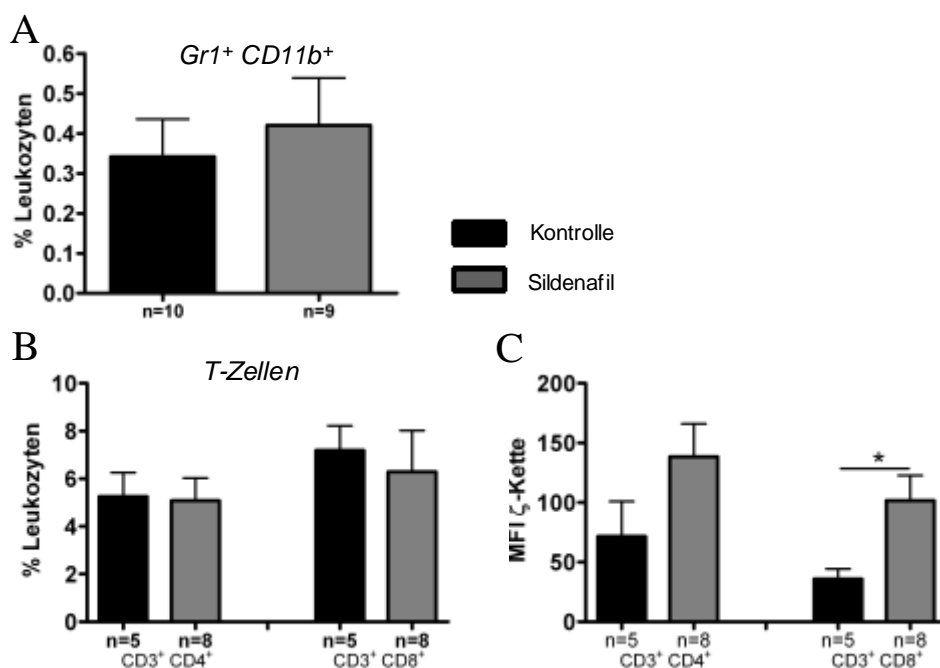 A
Gr1⁺ CD11b⁺
0.6
0.5
0.4
0.3
0.2
0.1
0.0
% Leukozyten
n=10 n=9
Kontrolle
Sildenafil
B
T-Zellen
10
8
6
4
2
0
% Leukozyten
n=5 n=8 n=5 n=8
CD3⁺ CD4⁺ CD3⁺ CD8⁺
C
200
150
100
50
0
MFI ζ-Kette
*
n=5 n=8 n=5 n=8
CD3⁺ CD4⁺ CD3⁺ CD8⁺